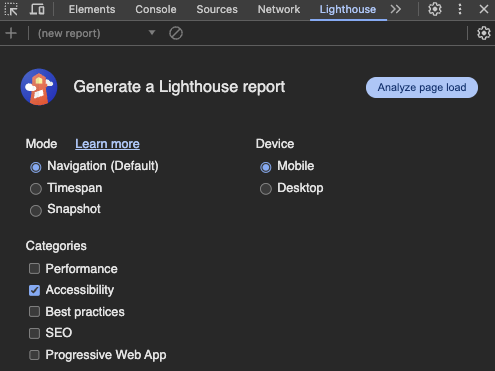 Elements Console Sources Network Lighthouse
(new report)
Generate a Lighthouse report
Analyze page load
Mode Learn more
Device
Navigation (Default)
Mobile
Timespan
Desktop
Snapshot
Categories
Performance
Accessibility
Best practices
SEO
Progressive Web App